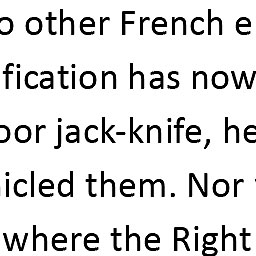 o other French e
fication has now
oor jack-knife, he
icled them. Nor
where the Right